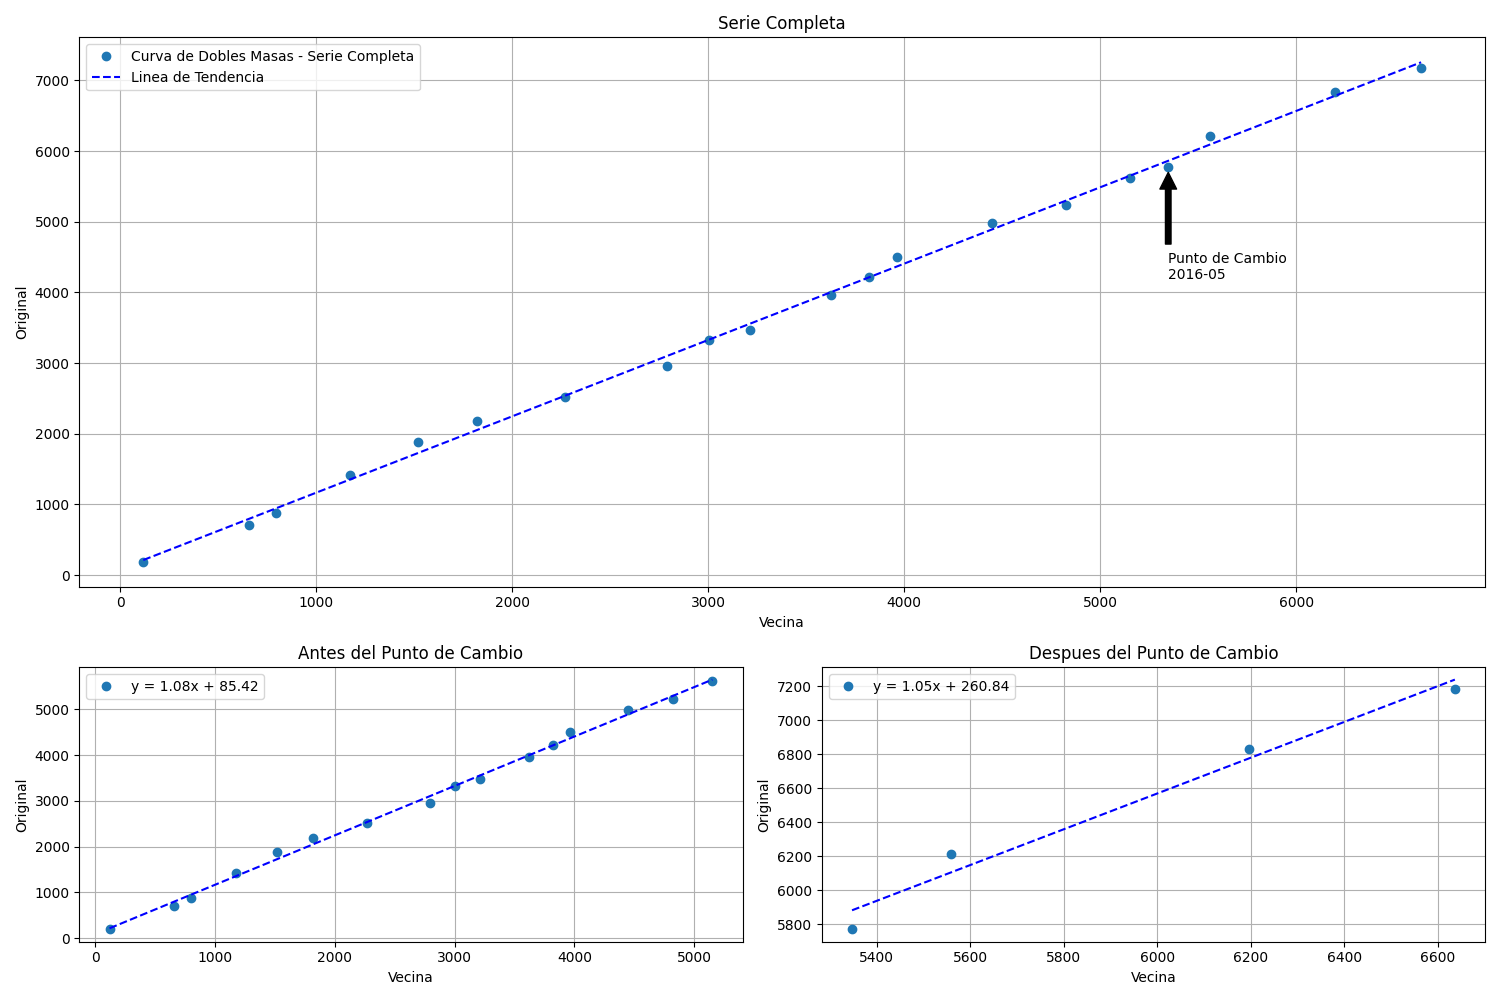 Serie Completa
Curva de Dobles Masas - Serie Completa
Linea de Tendencia
7000
6000
5000
4000
3000
2000
1000
0
Original
Punto de Cambio
2016-05
0 1000 2000 3000 4000 5000 6000
Vecina
Antes del Punto de Cambio
y = 1.08x + 85.42
5000
4000
3000
2000
1000
0
Original
0 1000 2000 3000 4000 5000
Vecina
Despues del Punto de Cambio
y = 1.05x + 260.84
7200
7000
6800
6600
6400
6200
6000
5800
Original
5400 5600 5800 6000 6200 6400 6600
Vecina